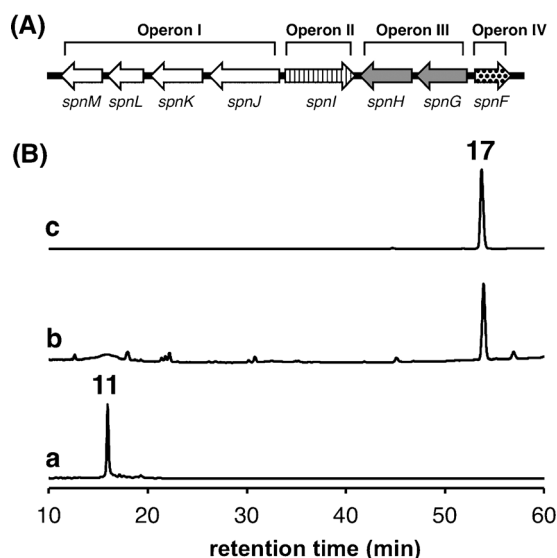 (A)
Operon I Operon II Operon III Operon IV
spnM spnL spnK spnJ spnI spnH spnG spnF
(B)
17
c
b
11
a
10 20 30 40 50 60
retention time (min)